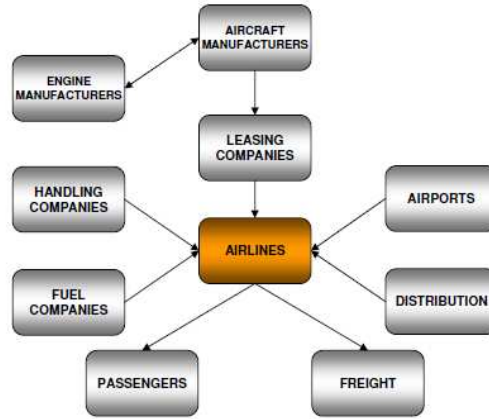 AIRCRAFT
MANUFACTURERS
ENGINE
MANUFACTURERS
LEASING
COMPANIES
HANDLING
COMPANIES
AIRPORTS
AIRLINES
FUEL
COMPANIES
DISTRIBUTION
PASSENGERS
FREIGHT